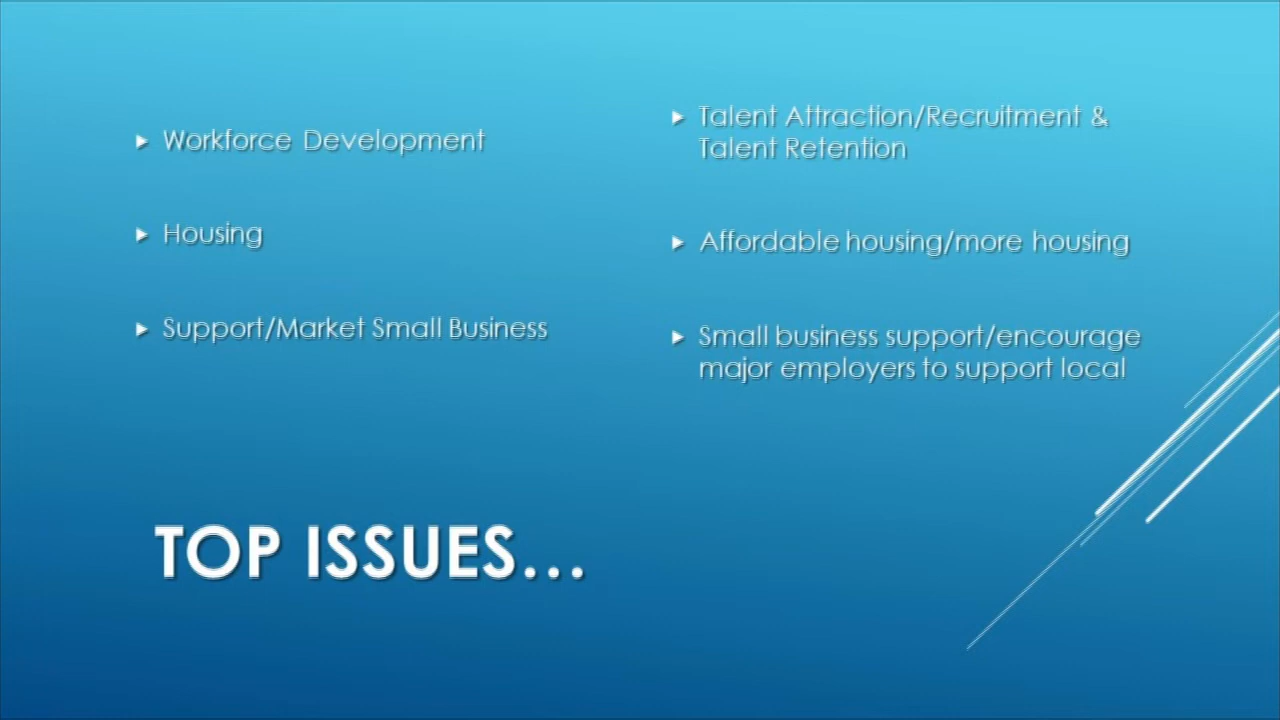 Workforce Development
Housing
Support/Market Small Business
Talent Attraction/Recruitment &
Talent Retention
Affordable housing/more housing
Small business support/encourage
major employers to support local
TOP ISSUES...